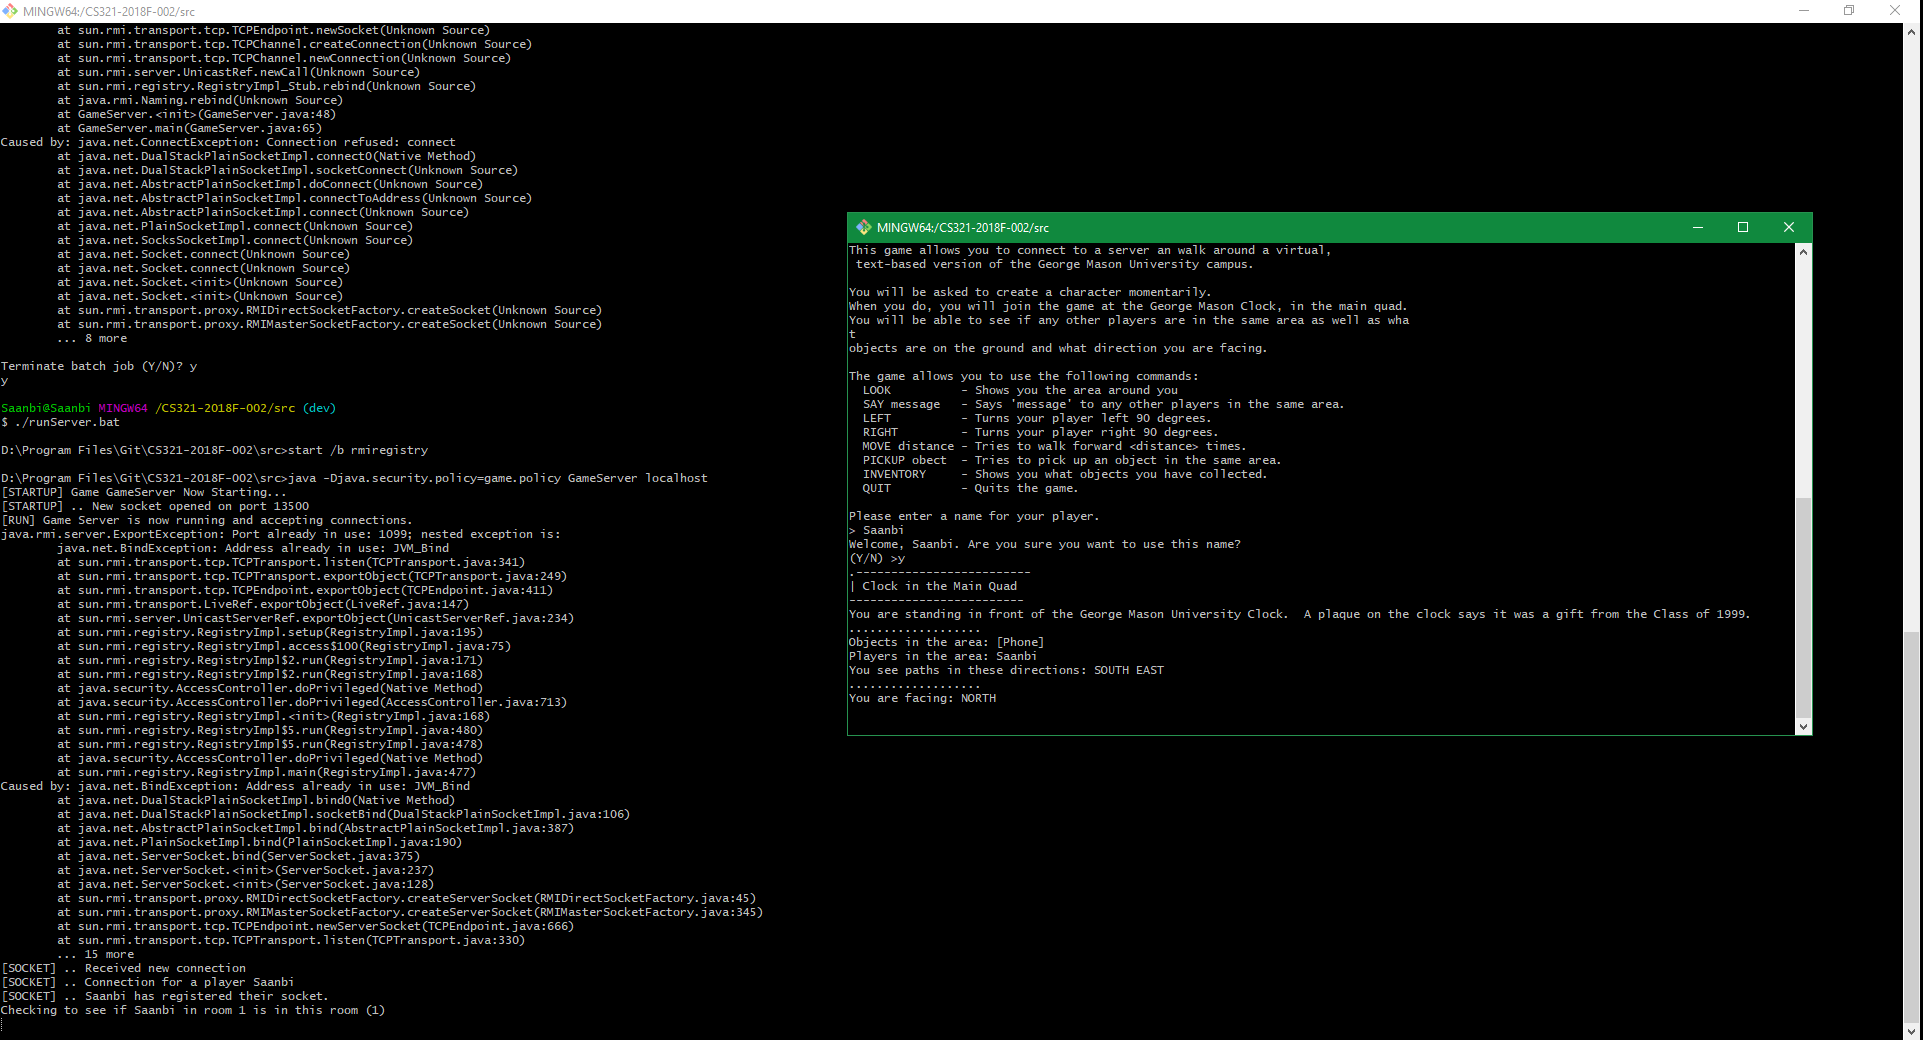 MINGW64:/CS321-2018F-002/src
        at sun.rmi.transport.tcp.TCPEndpoint.newSocket(Unknown Source)
        at sun.rmi.transport.tcp.TCPChannel.createConnection(Unknown Source)
        at sun.rmi.transport.tcp.TCPChannel.newConnection(Unknown Source)
        at sun.rmi.server.UnicastRef.newCall(Unknown Source)
        at sun.rmi.registry.RegistryImpl_Stub.rebind(Unknown Source)
        at java.rmi.Naming.rebind(Unknown Source)
        at GameServer.<init>(GameServer.java:48)
        at GameServer.main(GameServer.java:65)
Caused by: java.net.ConnectException: Connection refused: connect
        at java.net.DualStackPlainSocketImpl.connect0(Native Method)
        at java.net.DualStackPlainSocketImpl.socketConnect(Unknown Source)
        at java.net.AbstractPlainSocketImpl.doConnect(Unknown Source)
        at java.net.AbstractPlainSocketImpl.connectToAddress(Unknown Source)
        at java.net.AbstractPlainSocketImpl.connect(Unknown Source)
        at java.net.PlainSocketImpl.connect(Unknown Source)
        at java.net.SocksSocketImpl.connect(Unknown Source)
        at java.net.Socket.connect(Unknown Source)
        at java.net.Socket.connect(Unknown Source)
        at java.net.Socket.<init>(Unknown Source)
        at java.net.Socket.<init>(Unknown Source)
        at sun.rmi.transport.proxy.RMIDirectSocketFactory.createSocket(Unknown Source)
        at sun.rmi.transport.proxy.RMIMasterSocketFactory.createSocket(Unknown Source)
        ... 8 more
Terminate batch job (Y/N)? y
y
Saanbi@Saanbi MINGW64 /CS321-2018F-002/src (dev)
$ ./runServer.bat
D:\Program Files\Git\CS321-2018F-002\src>start /b rmiregistry
D:\Program Files\Git\CS321-2018F-002\src>java -Djava.security.policy=game.policy GameServer localhost
[STARTUP] Game GameServer Now Starting...
[STARTUP] .. New socket opened on port 13500
[RUN] Game Server is now running and accepting connections.
java.rmi.server.ExportException: Port already in use: 1099; nested exception is:
        java.net.BindException: Address already in use: JVM_Bind
        at sun.rmi.transport.tcp.TCPTransport.listen(TCPTransport.java:341)
        at sun.rmi.transport.tcp.TCPTransport.exportObject(TCPTransport.java:249)
        at sun.rmi.transport.tcp.TCPEndpoint.exportObject(TCPEndpoint.java:411)
        at sun.rmi.transport.LiveRef.exportObject(LiveRef.java:147)
        at sun.rmi.server.UnicastServerRef.exportObject(UnicastServerRef.java:234)
        at sun.rmi.registry.RegistryImpl.setup(RegistryImpl.java:195)
        at sun.rmi.registry.RegistryImpl.access$100(RegistryImpl.java:75)
        at sun.rmi.registry.RegistryImpl$2.run(RegistryImpl.java:171)
        at sun.rmi.registry.RegistryImpl$2.run(RegistryImpl.java:168)
        at java.security.AccessController.doPrivileged(Native Method)
        at java.security.AccessController.doPrivileged(AccessController.java:713)
        at sun.rmi.registry.RegistryImpl.<init>(RegistryImpl.java:168)
        at sun.rmi.registry.RegistryImpl$5.run(RegistryImpl.java:480)
        at sun.rmi.registry.RegistryImpl$5.run(RegistryImpl.java:478)
        at java.security.AccessController.doPrivileged(Native Method)
        at sun.rmi.registry.RegistryImpl.main(RegistryImpl.java:477)
Caused by: java.net.BindException: Address already in use: JVM_Bind
        at java.net.DualStackPlainSocketImpl.bind0(Native Method)
        at java.net.DualStackPlainSocketImpl.socketBind(DualStackPlainSocketImpl.java:106)
        at java.net.AbstractPlainSocketImpl.bind(AbstractPlainSocketImpl.java:387)
        at java.net.PlainSocketImpl.bind(PlainSocketImpl.java:190)
        at java.net.ServerSocket.bind(ServerSocket.java:375)
        at java.net.ServerSocket.<init>(ServerSocket.java:237)
        at java.net.ServerSocket.<init>(ServerSocket.java:128)
        at sun.rmi.transport.proxy.RMIDirectSocketFactory.createServerSocket(RMIDirectSocketFactory.java:45)
        at sun.rmi.transport.proxy.RMIMasterSocketFactory.createServerSocket(RMIMasterSocketFactory.java:345)
        at sun.rmi.transport.tcp.TCPEndpoint.newServerSocket(TCPEndpoint.java:666)
        at sun.rmi.transport.tcp.TCPTransport.listen(TCPTransport.java:330)
        ... 15 more
[SOCKET] .. Received new connection
[SOCKET] .. Connection for a player Saanbi
[SOCKET] .. Saanbi has registered their socket.
Checking to see if Saanbi in room 1 is in this room (1)
MINGW64:/CS321-2018F-002/src
This game allows you to connect to a server an walk around a virtual,
 text-based version of the George Mason University campus.
You will be asked to create a character momentarily.
When you do, you will join the game at the George Mason Clock, in the main quad.
You will be able to see if any other players are in the same area as well as wha
t
objects are on the ground and what direction you are facing.
The game allows you to use the following commands:
  LOOK          - Shows you the area around you
  SAY message   - Says 'message' to any other players in the same area.
  LEFT          - Turns your player left 90 degrees.
  RIGHT         - Turns your player right 90 degrees.
  MOVE distance - Tries to walk forward <distance> times.
  PICKUP obect  - Tries to pick up an object in the same area.
  INVENTORY     - Shows you what objects you have collected.
  QUIT          - Quits the game.
Please enter a name for your player.
> Saanbi
Welcome, Saanbi. Are you sure you want to use this name?
(Y/N) >y
.-------------------------
| Clock in the Main Quad
-------------------------
You are standing in front of the George Mason University Clock.  A plaque on the clock says it was a gift from the Class of 1999.
...................
Objects in the area: [Phone]
Players in the area: Saanbi
You see paths in these directions: SOUTH EAST
...................
You are facing: NORTH